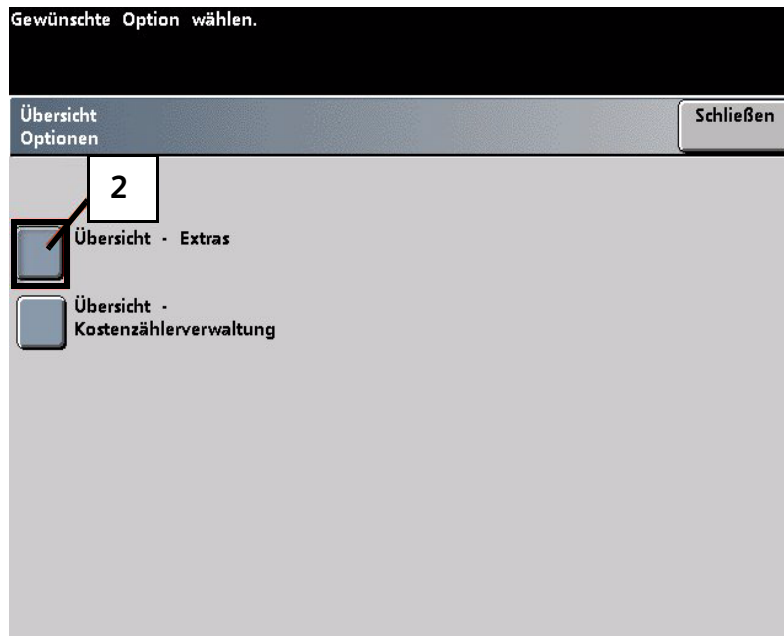 Gewünschte Option wählen.
Übersicht
Optionen
Schließen
2
Übersicht - Extras
Übersicht -
Kostenzählerverwaltung